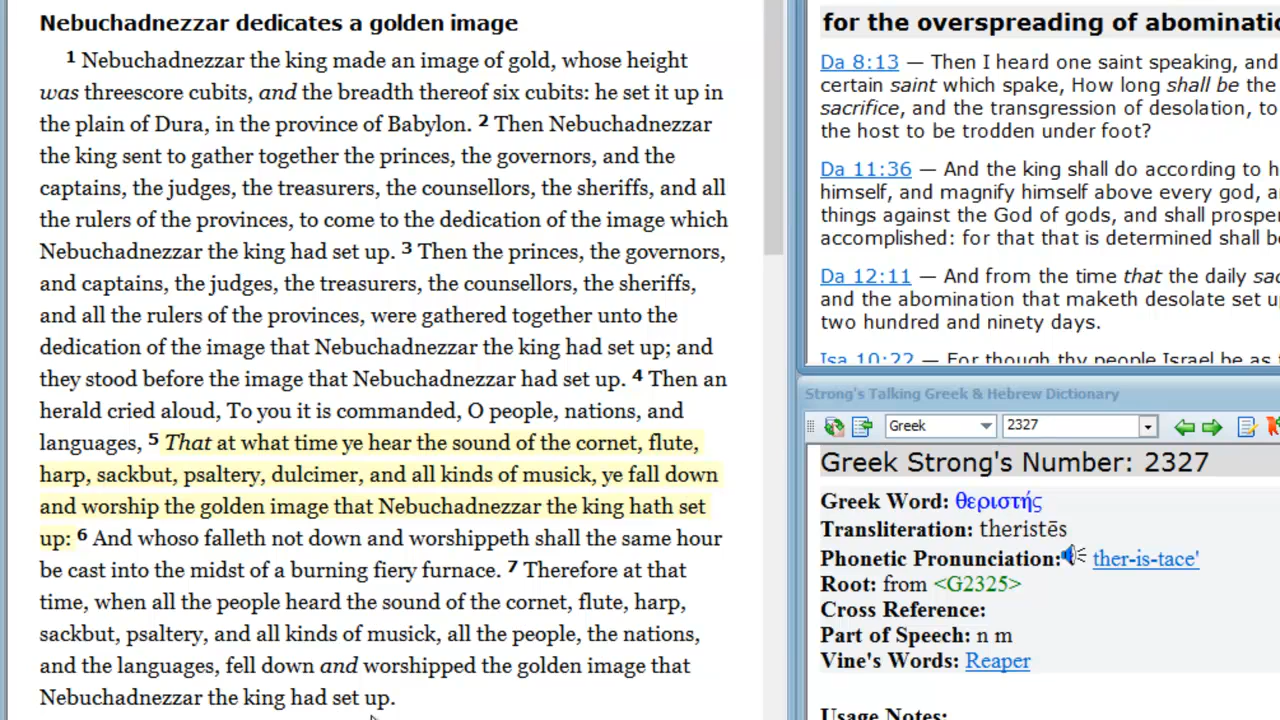 Nebuchadnezzar dedicates a golden image
1 Nebuchadnezzar the king made an image of gold, whose height
was threescore cubits, and the breadth thereof six cubits: he set it up in
the plain of Dura, in the province of Babylon. 2 Then Nebuchadnezzar
the king sent to gather together the princes, the governors, and the
captains, the judges, the treasurers, the counsellors, the sheriffs, and all
the rulers of the provinces, to come to the dedication of the image which
Nebuchadnezzar the king had set up. 3 Then the princes, the governors,
and captains, the judges, the treasurers, the counsellors, the sheriffs,
and all the rulers of the provinces, were gathered together unto the
dedication of the image that Nebuchadnezzar the king had set up; and
they stood before the image that Nebuchadnezzar had set up. 4 Then an
herald cried aloud, To you it is commanded, O people, nations, and
languages, 5 That at what time ye hear the sound of the cornet, flute,
harp, sackbut, psaltery, dulcimer, and all kinds of musick, ye fall down
and worship the golden image that Nebuchadnezzar the king hath set
up: 6 And whoso falleth not down and worshippeth shall the same hour
be cast into the midst of a burning fiery furnace. 7 Therefore at that
time, when all the people heard the sound of the cornet, flute, harp,
sackbut, psaltery, and all kinds of musick, all the people, the nations,
and the languages, fell down and worshipped the golden image that
Nebuchadnezzar the king had set up.
for the overspreading of abominatio
Da 8:13 — Then I heard one saint speaking, and
certain saint which spake, How long shall be the
sacrifice, and the transgression of desolation, to
the host to be trodden under foot?
Da 11:36 — And the king shall do according to h
himself, and magnify himself above every god, a
things against the God of gods, and shall prosper
accomplished: for that that is determined shall be
Da 12:11 — And from the time that the daily sac
and the abomination that maketh desolate set up
two hundred and ninety days.
Isa 10:22 — For though thy people Israel be as t
Strong's Talking Greek & Hebrew Dictionary
Greek 2327
Greek Strong's Number: 2327
Greek Word: θεριστής
Transliteration: theristēs
Phonetic Pronunciation: ther-is-tace'
Root: from <G2325>
Cross Reference:
Part of Speech: n m
Vine's Words: Reaper
Usage Notes: